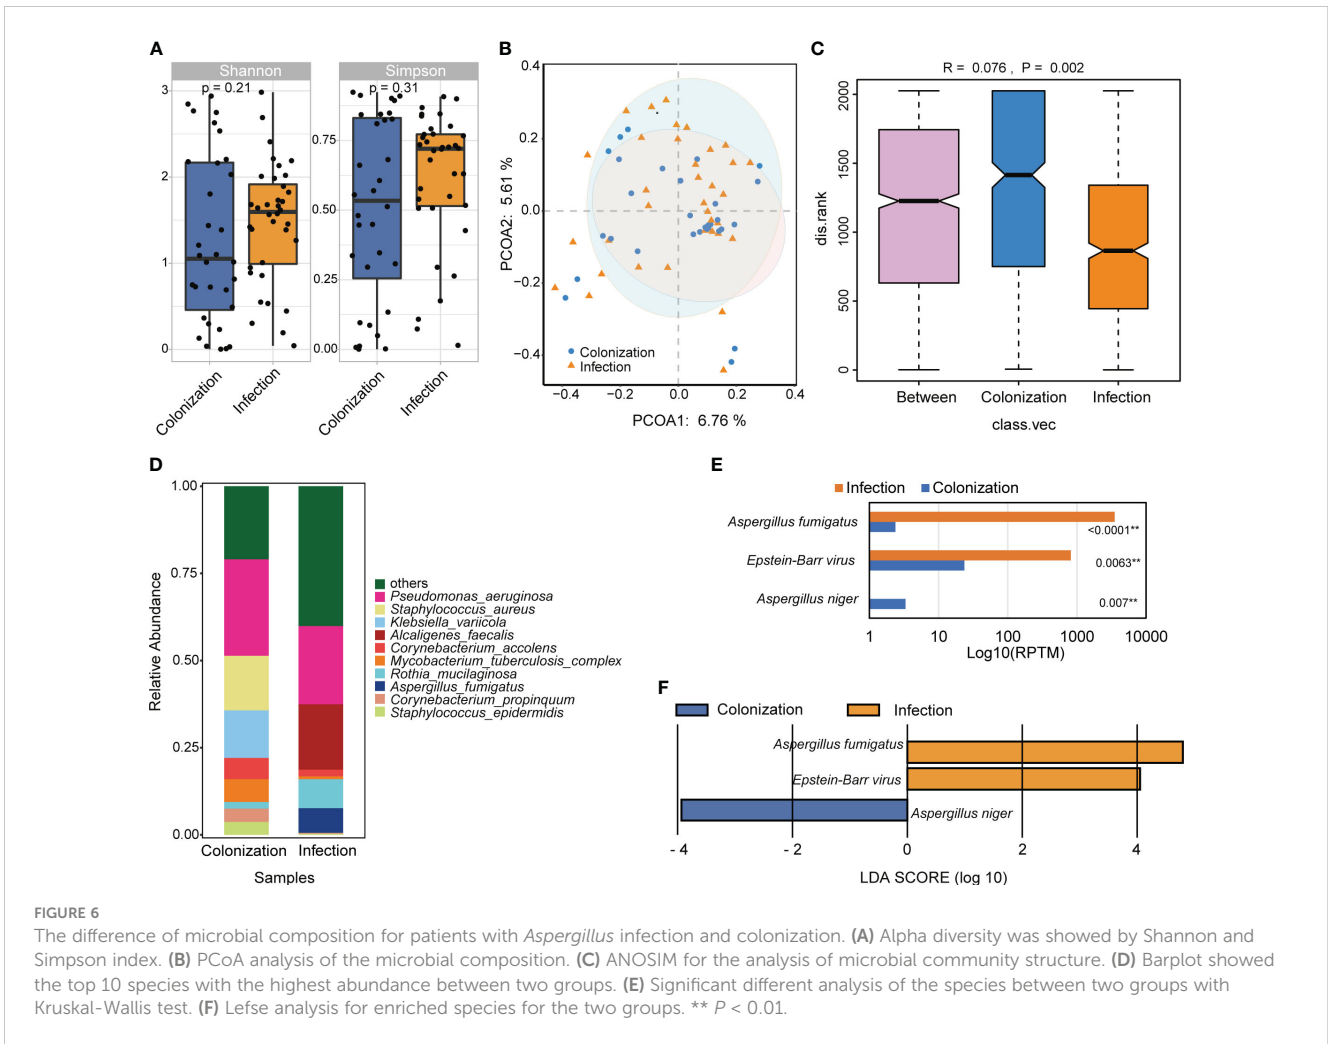 A
Shannon
p = 0.21
3
2
1
0
Colonization
Infection
Simpson
p = 0.31
0.75
0.50
0.25
0.00
Colonization
Infection
B
0.4
0.2
0.0
−0.2
−0.4
PCOA2: 5.61 %
Colonization
Infection
−0.4
−0.2
0.0
0.2
0.4
PCOA1: 6.76 %
C
R = 0.076 , P = 0.002
2000
1500
1000
500
0
dis.rank
Between
Colonization
Infection
class.vec
D
1.00
0.75
0.50
0.25
0.00
Relative Abundance
Colonization
Infection
Samples
others
Pseudomonas_aeruginosa
Staphylococcus_aureus
Klebsiella_variicola
Alcaligenes_faecalis
Corynebacterium_accolens
Mycobacterium_tuberculosis_complex
Rothia_mucilaginosa
Aspergillus_fumigatus
Corynebacterium_propinquum
Staphylococcus_epidermidis
E
Infection
Colonization
Aspergillus fumigatus
<0.0001**
Epstein-Barr virus
0.0063**
Aspergillus niger
0.007**
1
10
100
1000
10000
Log10(RPTM)
F
Colonization
Infection
Aspergillus fumigatus
Epstein-Barr virus
Aspergillus niger
- 4
- 2
0
2
4
LDA SCORE (log 10)
FIGURE 6
The difference of microbial composition for patients with Aspergillus infection and colonization. (A) Alpha diversity was showed by Shannon and
Simpson index. (B) PCoA analysis of the microbial composition. (C) ANOSIM for the analysis of microbial community structure. (D) Barplot showed
the top 10 species with the highest abundance between two groups. (E) Significant different analysis of the species between two groups with
Kruskal-Wallis test. (F) Lefse analysis for enriched species for the two groups. ** P < 0.01.